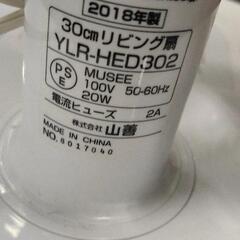 2018年製
30cmリビング扇
YLR-HED302
PS
E
MUSEE
100V 50-60Hz
20W
電流ヒューズ 2A
株式会社 山善
MADE IN CHINA
NO. 8017040